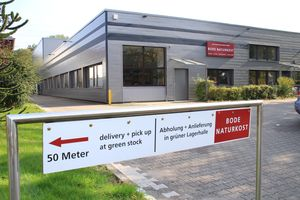 BODE
NATURKOST
delivery + pick up
at green stock
50 Meter
Abholung + Anlieferung
in grüner Lagerhalle
BODE
NATURKOST